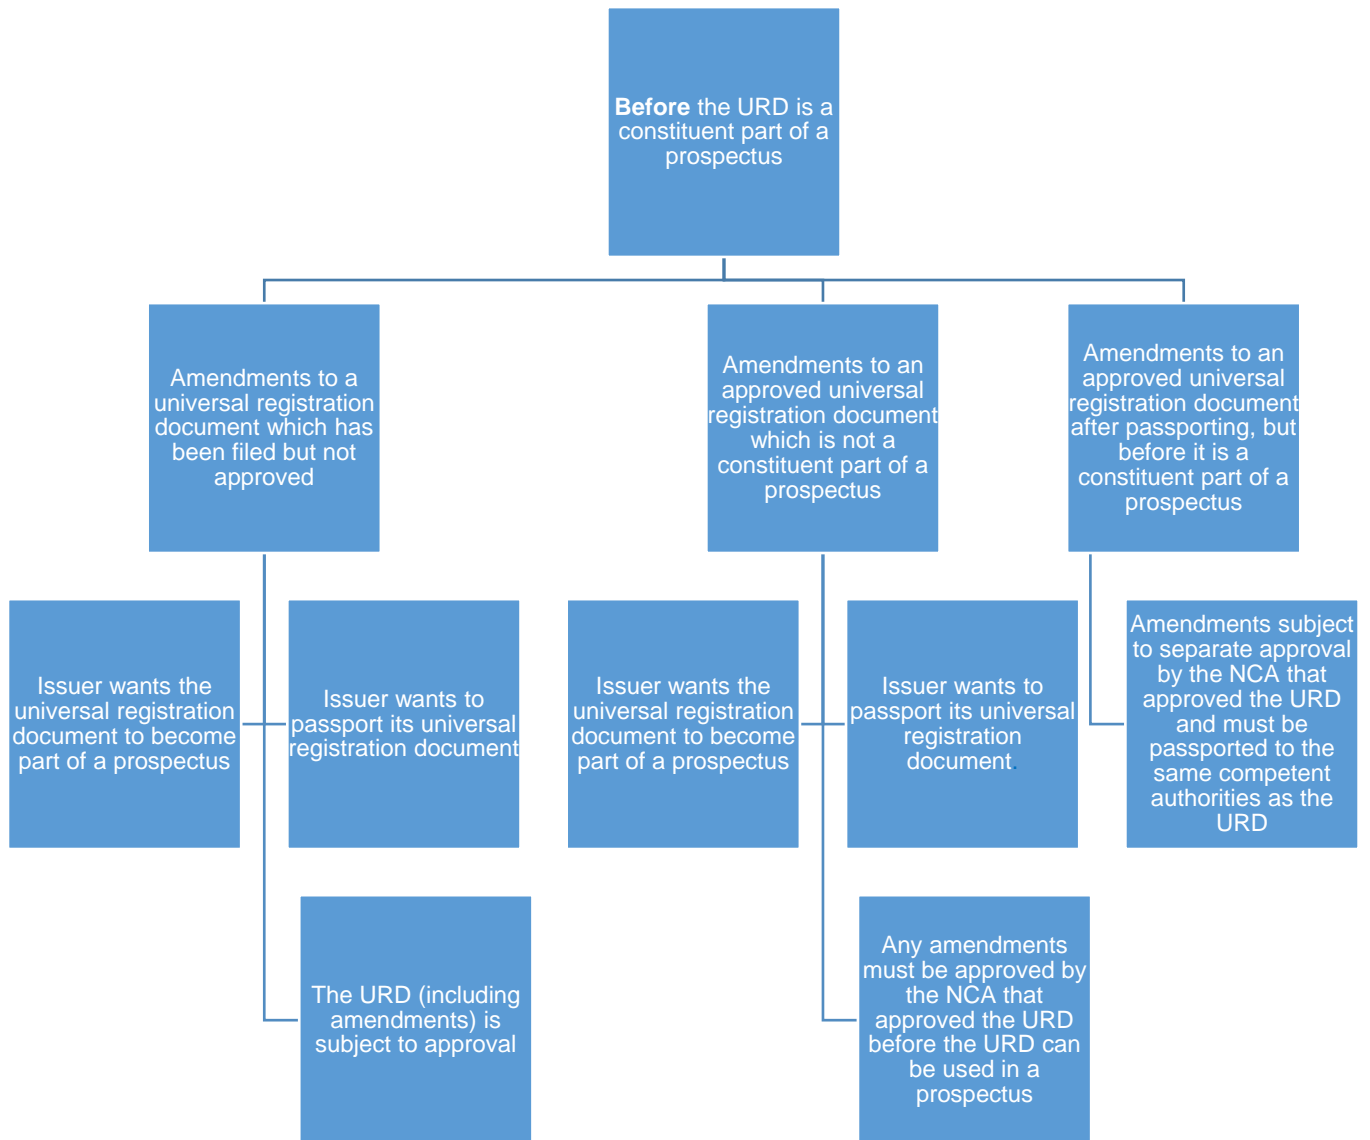 Before the URD is a
constituent part of a
prospectus
Amendments to a
universal registration
document which has
been filed but not
approved
Amendments to an
approved universal
registration document
which is not a
constituent part of a
prospectus
Amendments to an
approved universal
registration document
after passporting, but
before it is a
constituent part of a
prospectus
Issuer wants the
universal registration
document to become
part of a prospectus
Issuer wants to
passport its universal
registration document
Issuer wants the
universal registration
document to become
part of a prospectus
Issuer wants to
passport its universal
registration
document.
Amendments subject
to separate approval
by the NCA that
approved the URD
and must be
passported to the
same competent
authorities as the
URD
The URD (including
amendments) is
subject to approval
Any amendments
must be approved by
the NCA that
approved the URD
before the URD can
be used in a
prospectus